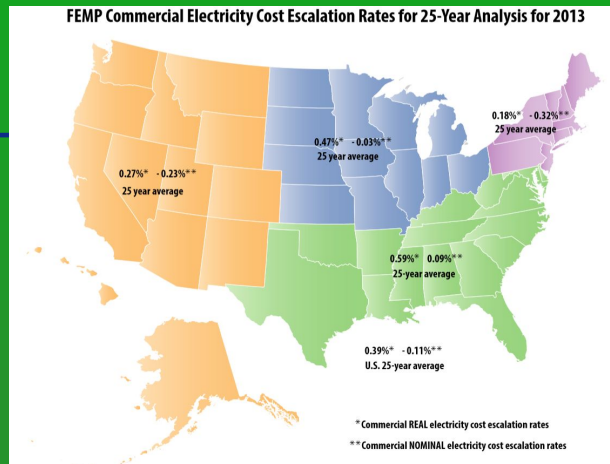 FEMP Commercial Electricity Cost Escalation Rates for 25-Year Analysis for 2013
0.18%* - 0.32%**
25 year average
0.47%* - 0.03%**
25 year average
0.27%* - 0.23%**
25 year average
0.59%* 0.09%**
25-year average
0.39%* - 0.11%**
U.S. 25-year average
*Commercial REAL electricity cost escalation rates
**Commercial NOMINAL electricity cost escalation rates